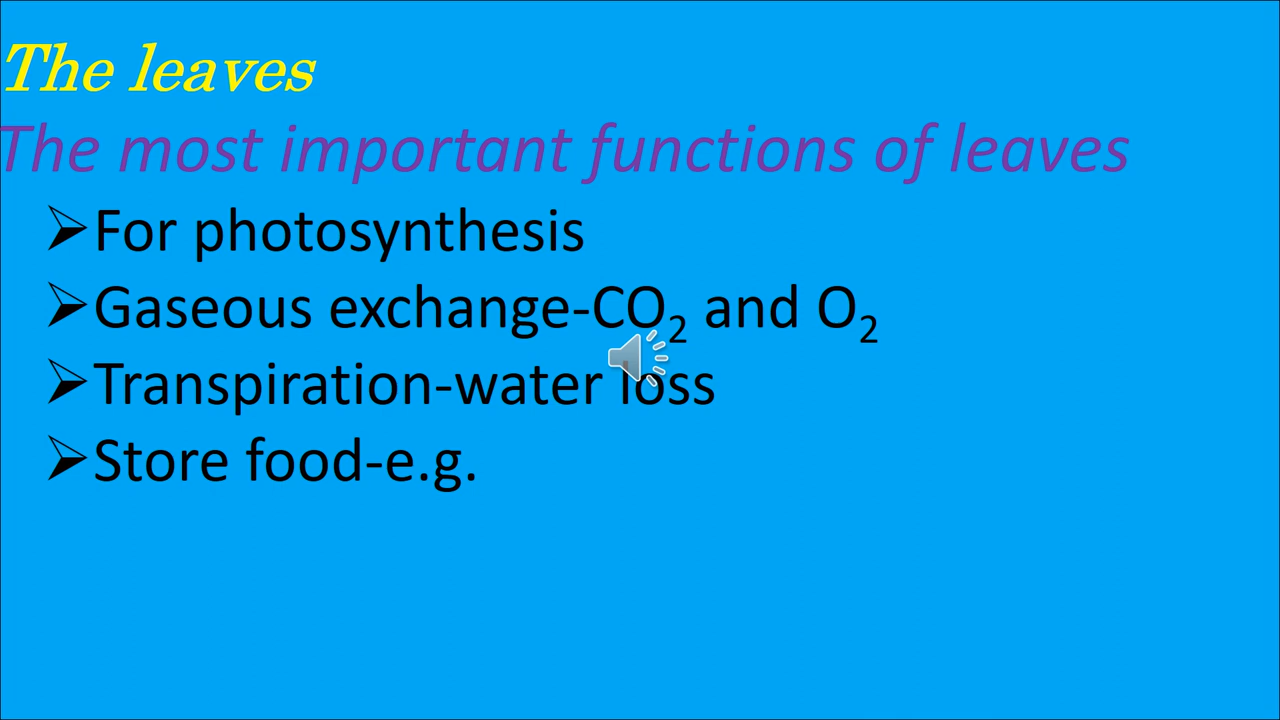 The leaves
The most important functions of leaves
➢For photosynthesis
➢Gaseous exchange-CO₂ and O₂
➢Transpiration-water loss
➢Store food-e.g.